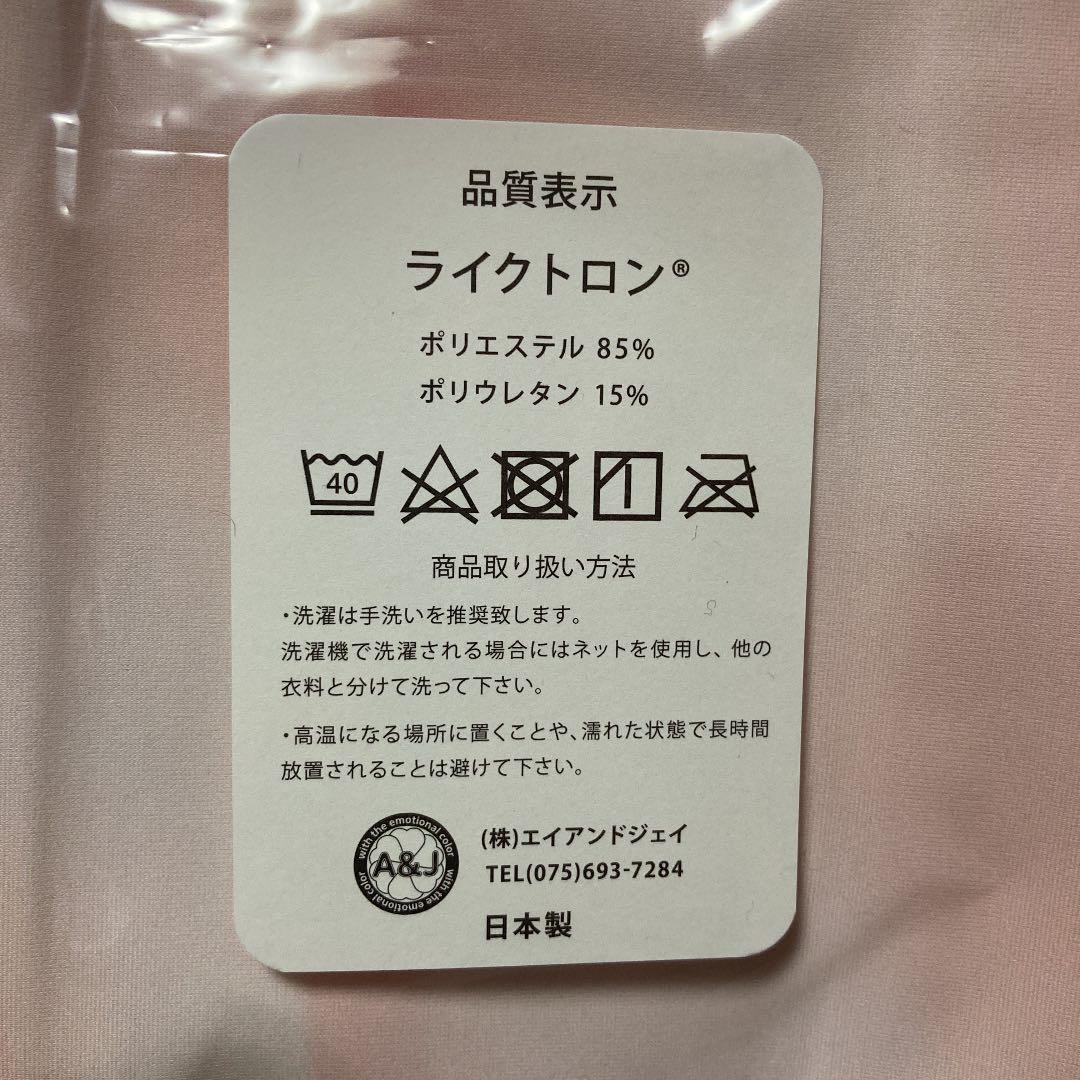 品質表示
ライクトロン®
ポリエステル 85%
ポリウレタン 15%
40
商品取り扱い方法
・洗濯は手洗いを推奨致します。
洗濯機で洗濯される場合にはネットを使用し、他の
衣料と分けて洗って下さい。
・高温になる場所に置くことや、濡れた状態で長時間
放置されることは避けて下さい。
with the emotional color
A&J
with the emotional color
(株)エイアンドジェイ
TEL(075)693-7284
日本製